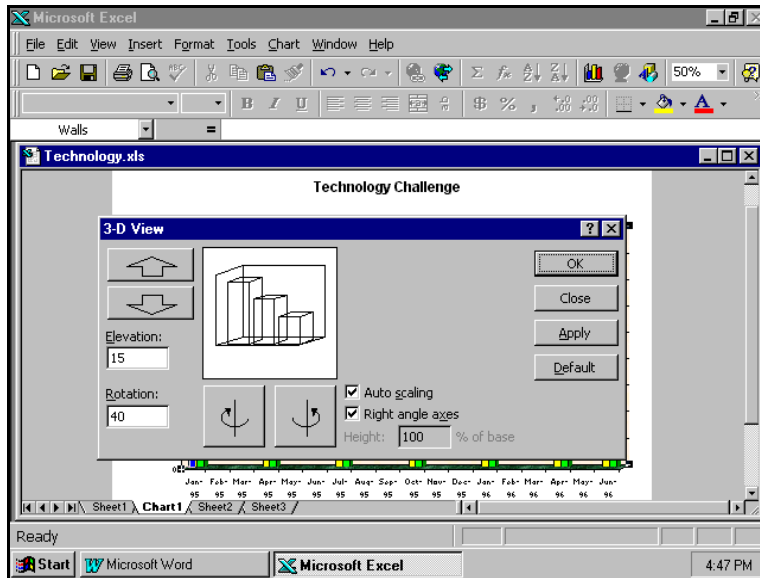 Microsoft Excel
File Edit View Insert Format Tools Chart Window Help
50%
B I U $ % ,
Walls =
Technology.xls
Technology Challenge
3-D View
OK
Close
Elevation:
15
Apply
Default
Rotation:
40
Auto scaling
Right angle axes
Height: 100 % of base
0
Jan- Feb- Mar- Apr- May- Jun- Jul- Aug- Sep- Oct- Nov- Dec- Jan- Feb- Mar- Apr- May- Jun-
95 95 95 95 95 95 95 95 95 95 95 95 96 96 96 96 96 96
Sheet1 Chart1 Sheet2 Sheet3
Ready
Start Microsoft Word Microsoft Excel 4:47 PM